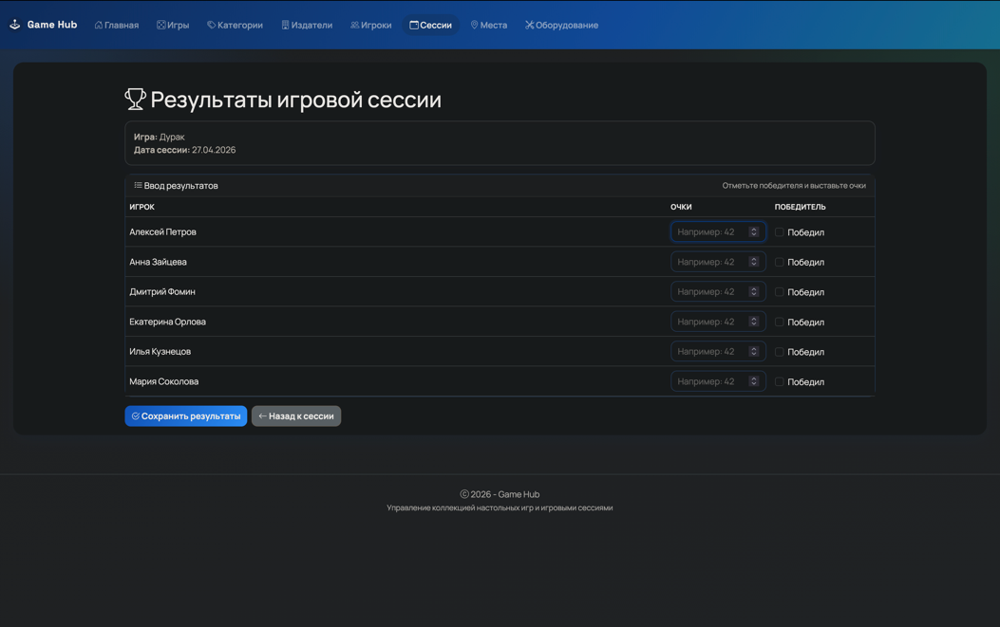 Game Hub Главная Игры Категории Издатели Игроки Сессии Места Оборудование
Результаты игровой сессии
Игра: Дурак
Дата сессии: 27.04.2026
Ввод результатов Отметьте победителя и выставьте очки
ИГРОК ОЧКИ ПОБЕДИТЕЛЬ
Алексей Петров Например: 42 Победил
Анна Зайцева Например: 42 Победил
Дмитрий Фомин Например: 42 Победил
Екатерина Орлова Например: 42 Победил
Илья Кузнецов Например: 42 Победил
Мария Соколова Например: 42 Победил
Сохранить результаты ← Назад к сессии
© 2026 - Game Hub
Управление коллекцией настольных игр и игровыми сессиями